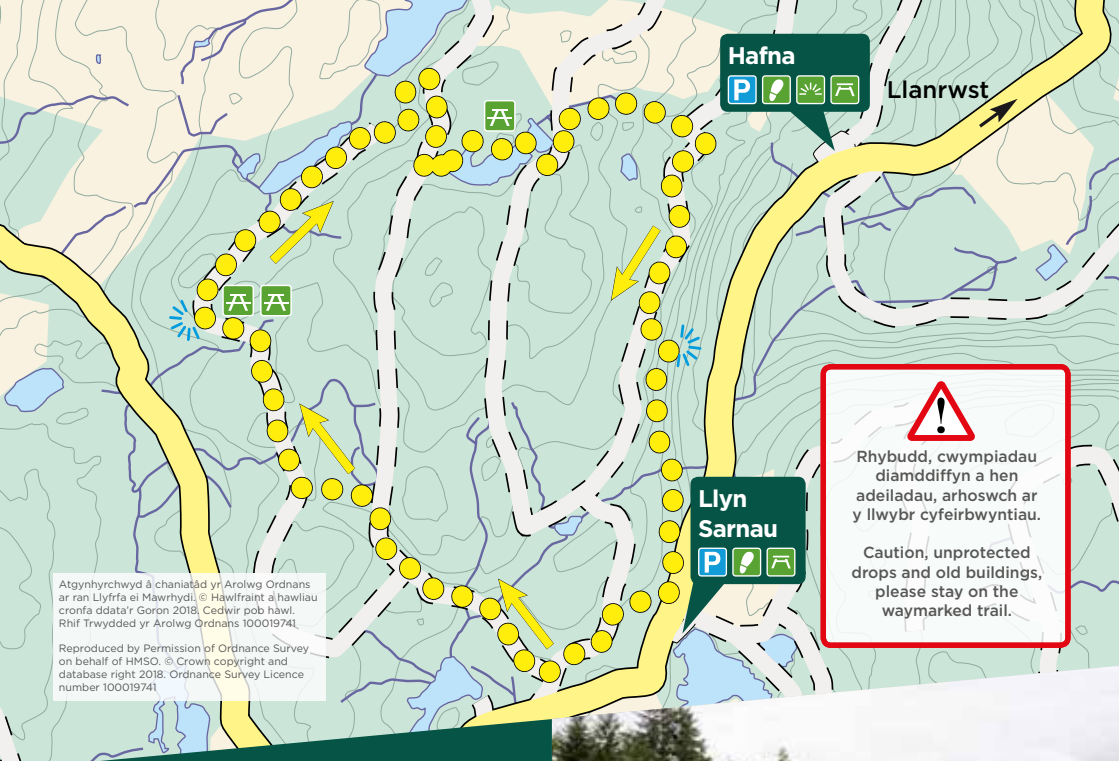 Hafna
P
Llanrwst
Llyn
Sarnau
P
Rhybudd, cwympiadau
diamddiffyn a hen
adeiladau, arhoswch ar
y llwybr cyfeirbwyntiau.
Caution, unprotected
drops and old buildings,
please stay on the
waymarked trail.
Atgynhyrchwyd â chaniatâd yr Arolwg Ordnans
ar ran Llyfrfa ei Mawrhydi. © Hawlfraint a hawliau
cronfa ddata'r Goron 2018. Cedwir pob hawl.
Rhif Trwydded yr Arolwg Ordnans 100019741
Reproduced by Permission of Ordnance Survey
on behalf of HMSO. © Crown copyright and
database right 2018. Ordnance Survey Licence
number 100019741